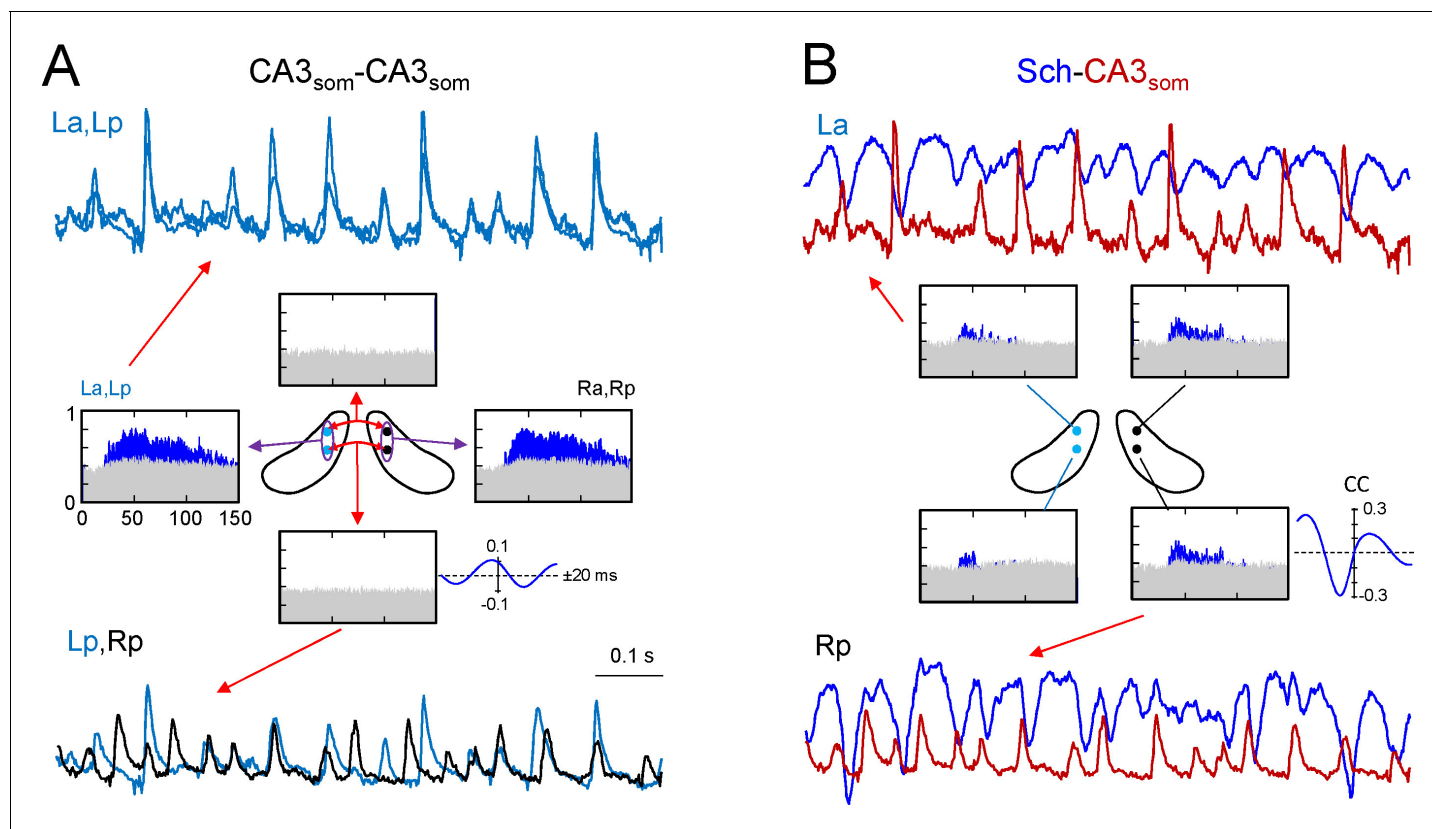 A
CA3som-CA3som
La,Lp
La,Lp
Ra,Rp
1
0
0 50 100 150
0.1
±20 ms
-0.1
Lp,Rp
0.1 s
B
Sch-CA3som
La
CC
0.3
-0.3
Rp